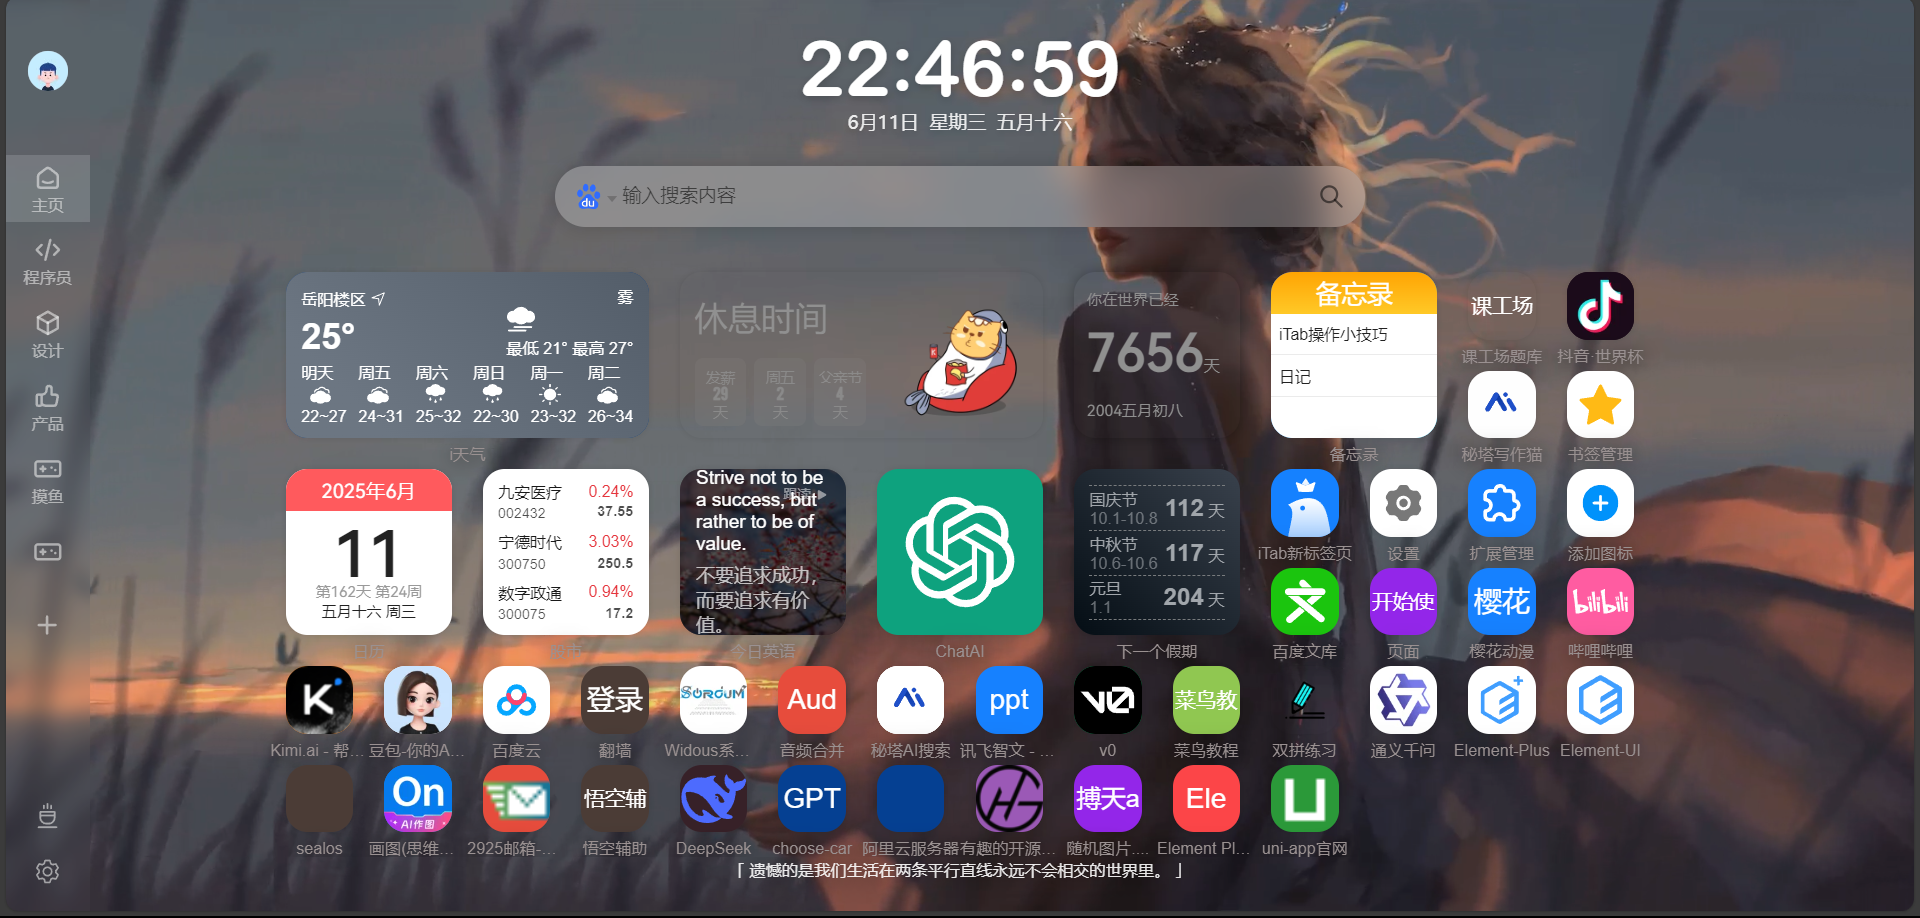 22:46:59
6月11日 星期三 五月十六
du 输入搜索内容
主页
程序员
设计
产品
摸鱼
岳阳楼区
雾
25°
最低 21° 最高 27°
明天 周五 周六 周日 周一 周二
22~27 24~31 25~32 22~30 23~32 26~34
i天气
休息时间
发薪 周五 父亲节
29 2 4
天 天 天
你在世界已经
7656天
2004五月初八
备忘录
iTab操作小技巧
日记
备忘录
课工场
课工场题库 抖音·世界杯
秘塔写作猫 书签管理
2025年6月
11
第162天 第24周
五月十六 周三
日历
九安医疗 0.24%
002432 37.55
宁德时代 3.03%
300750 250.5
数字政通 0.94%
300075 17.2
跟读
Strive not to be
a success, but
rather to be of
value.
不要追求成功，
而要追求有价
值。
今日英语
ChatAI
国庆节
10.1-10.8 112 天
中秋节
10.6-10.6 117 天
元旦
1.1 204 天
下一个假期
iTab新标签页 设置 扩展管理 添加图标
开始使 樱花 bilibili
百度文库 页面 樱花动漫 哔哩哔哩
登录 SORDUM Aud ppt v0 菜鸟教
Kimi.ai - 帮... 豆包-你的A... 百度云 翻墙 Widous系... 音频合并 秘塔AI搜索 讯飞智文 - ... v0 菜鸟教程 双拼练习 通义千问 Element-Plus Element-UI
On AI作图 悟空辅 GPT 搏天a Ele
sealos 画图(思维... 2925邮箱-... 悟空辅助 DeepSeek choose-car 阿里云服务器 有趣的开源... 随机图片.... Element Pl... uni-app官网
「 遗憾的是我们生活在两条平行直线永远不会相交的世界里。 」